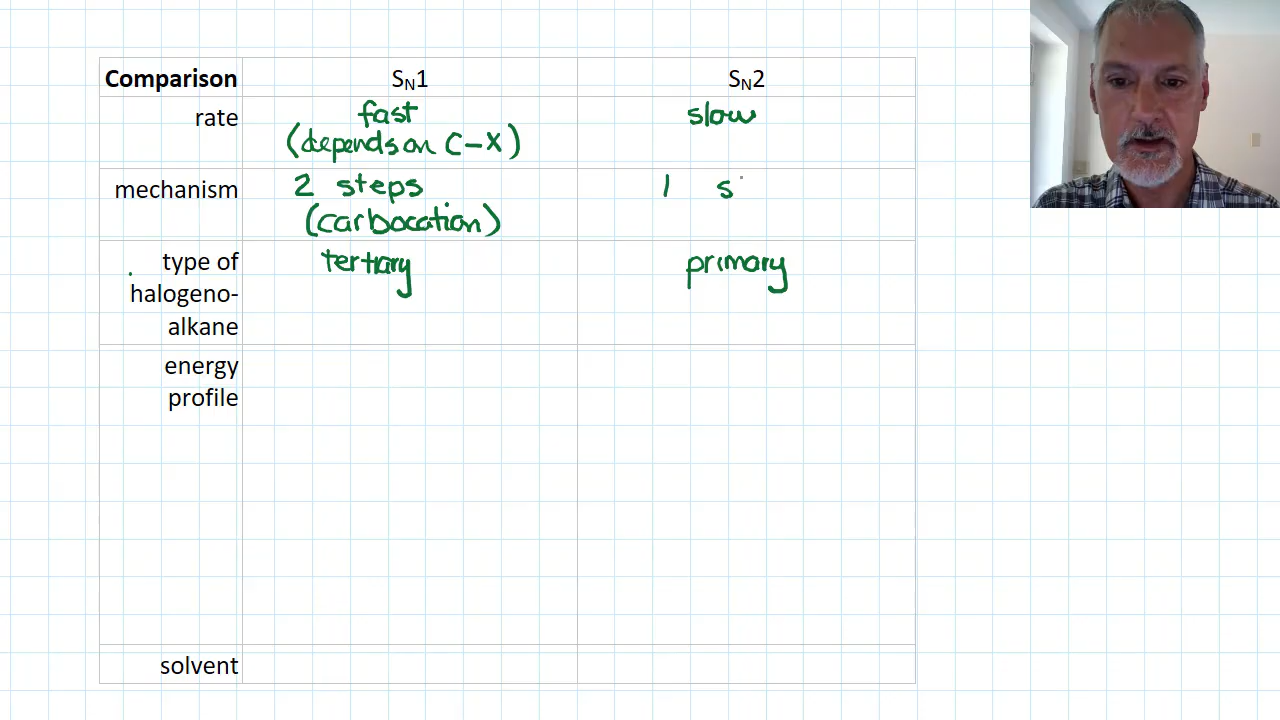 Comparison SN1 SN2
rate fast slow
(depends on C-X)
mechanism 2 steps 1 s
(carbocation)
type of tertiary primary
halogeno-
alkane
energy
profile
solvent